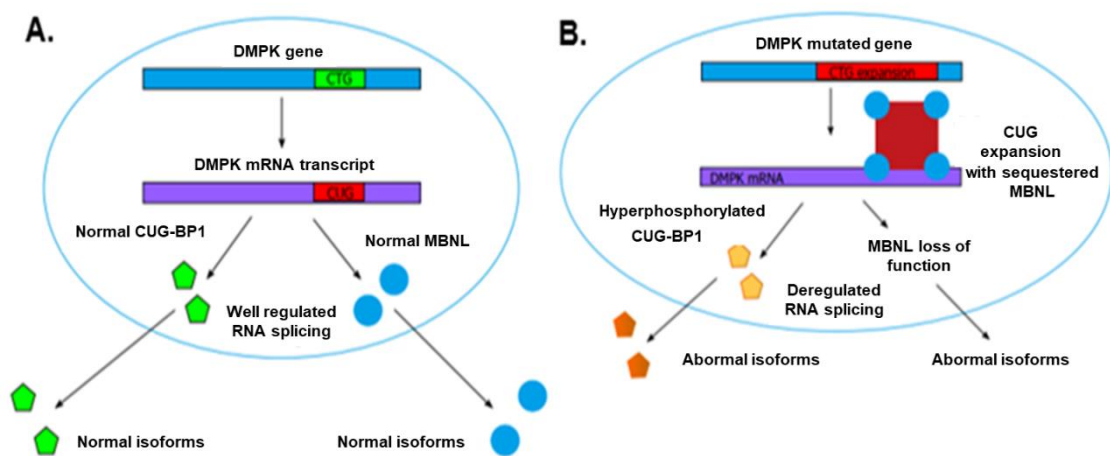 A.
DMPK gene
CTG
DMPK mRNA transcript
CUG
Normal CUG-BP1
Normal MBNL
Well regulated
RNA splicing
Normal isoforms
Normal isoforms
B.
DMPK mutated gene
CTG expansion
CUG
expansion
with sequestered
MBNL
DMPK mRNA
Hyperphosphorylated
CUG-BP1
MBNL loss of
function
Deregulated
RNA splicing
Abormal isoforms
Abormal isoforms